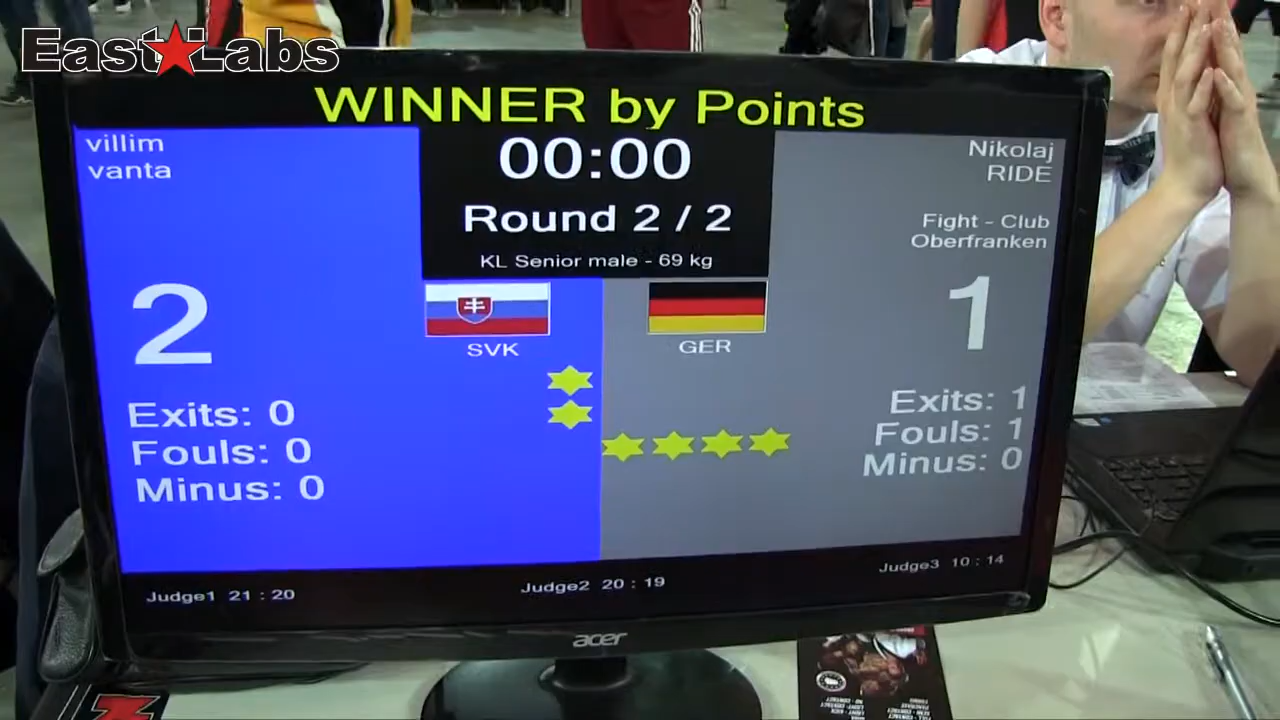 East Labs
WINNER by Points
villim
vanta
00:00
Round 2 / 2
KL Senior male - 69 kg
Nikolaj
RIDE
Fight - Club
Oberfranken
2
SVK
GER
1
Exits: 0
Fouls: 0
Minus: 0
Exits: 1
Fouls: 1
Minus: 0
Judge1 21 : 20
Judge2 20 : 19
Judge3 10 : 14
acer